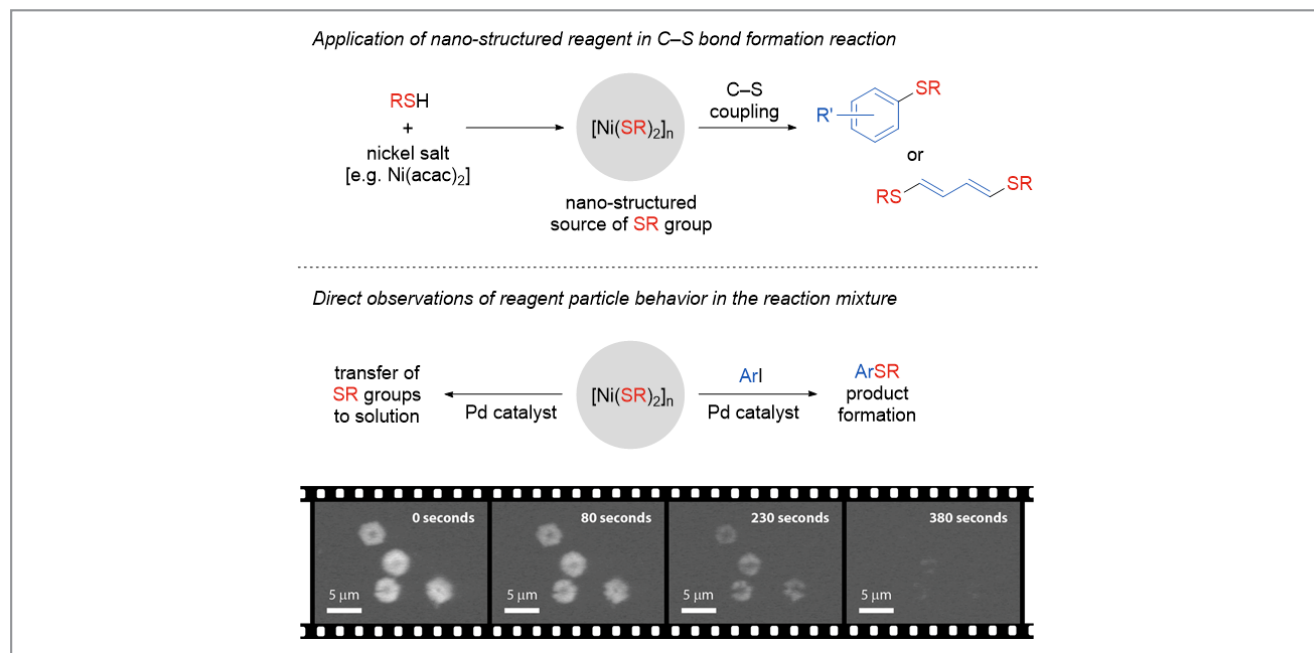 Application of nano-structured reagent in C–S bond formation reaction
RSH
+
nickel salt
[e.g. Ni(acac)₂]
[Ni(SR)₂]ₙ
nano-structured
source of SR group
C–S
coupling
R'
SR
or
RS
SR
Direct observations of reagent particle behavior in the reaction mixture
transfer of
SR groups
to solution
Pd catalyst
[Ni(SR)₂]ₙ
ArI
Pd catalyst
ArSR
product
formation
0 seconds
5 μm
80 seconds
5 μm
230 seconds
5 μm
380 seconds
5 μm